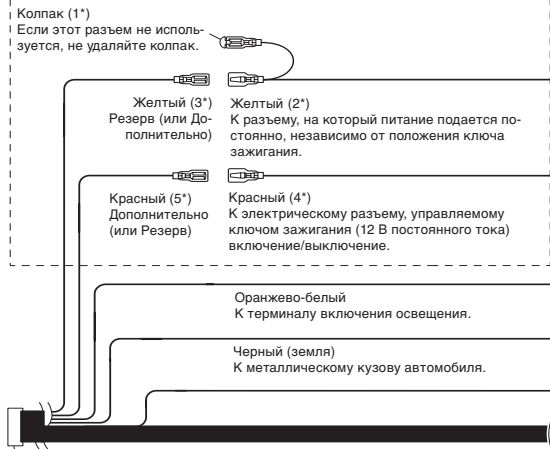 Колпак (1*)
Если этот разъем не исполь-
зуется, не удаляйте колпак.
Желтый (3*)
Резерв (или До-
полнительно)
Желтый (2*)
К разъему, на который питание подается по-
стоянно, независимо от положения ключа
зажигания.
Красный (5*)
Дополнительно
(или Резерв)
Красный (4*)
К электрическому разъему, управляемому
ключом зажигания (12 В постоянного тока)
включение/выключение.
Оранжево-белый
К терминалу включения освещения.
Черный (земля)
К металлическому кузову автомобиля.